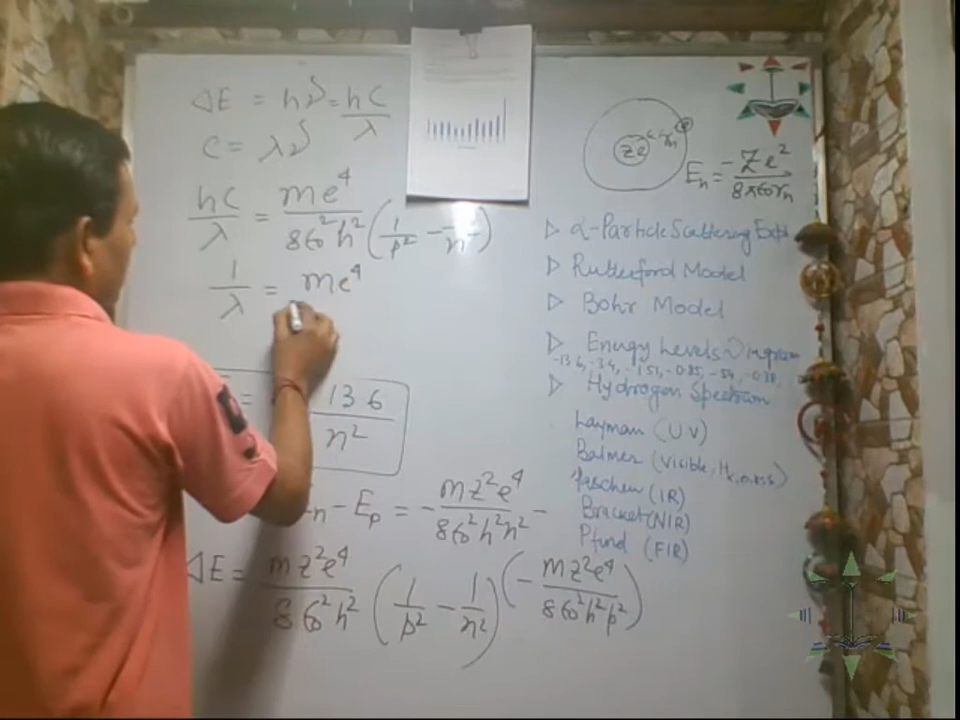 ΔE = hν = hc/λ
c = λν
hc/λ = me⁴/8ε₀²h² (1/p² - 1/n²)
1/λ = me⁴
= 13.6/n²
n - Eₚ = - mz²e⁴/8ε₀²h²n² -
(- mz²e⁴/8ε₀²h²p²)
ΔE = mz²e⁴/8ε₀²h² (1/p² - 1/n²)
ze
e
rₙ
Eₙ = -Ze²/8πε₀rₙ
▷ α-Particle Scattering Expt
▷ Rutterford Model
▷ Bohr Model
▷ Energy Levels Diagram
-13.6, -3.4, -1.51, -0.85, -.54, -0.38
▷ Hydrogen Spectrum
Layman (UV)
Balmer (Visible,
Paschen (IR)
Bracket (NIR)
Pfund (FIR)